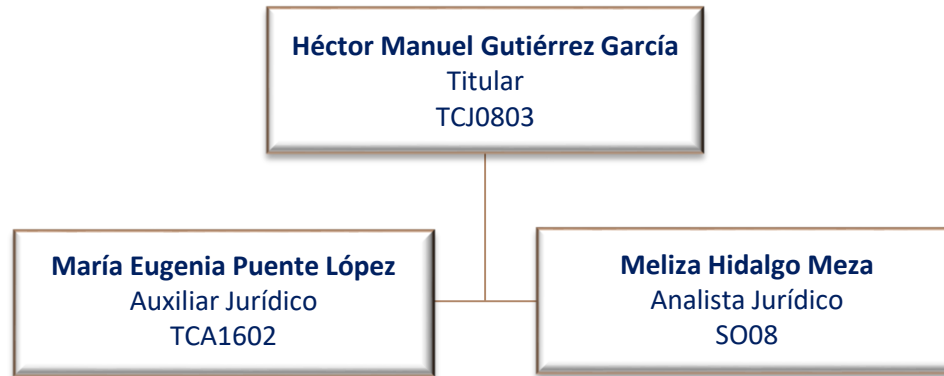 Héctor Manuel Gutiérrez García
Titular
TCJ0803
María Eugenia Puente López
Auxiliar Jurídico
TCA1602
Meliza Hidalgo Meza
Analista Jurídico
SO08